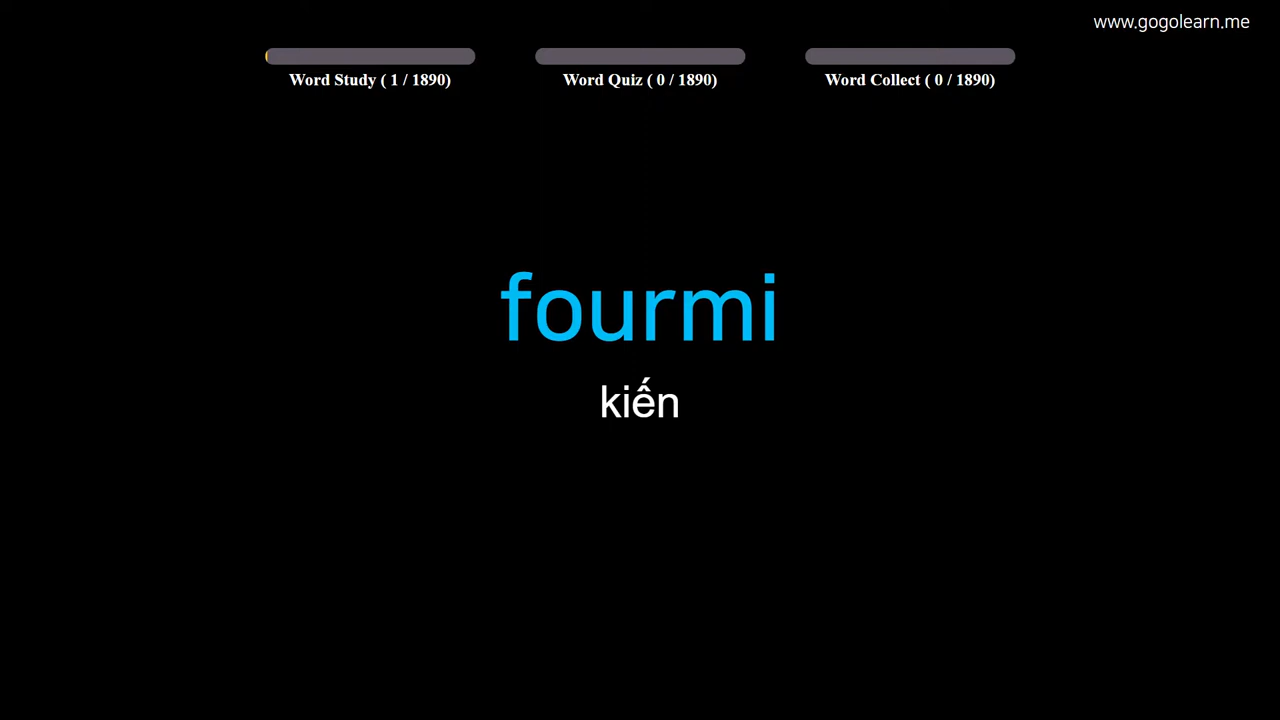 www.gogolearn.me
Word Study ( 1 / 1890)
Word Quiz ( 0 / 1890)
Word Collect ( 0 / 1890)
fourmi
kiến